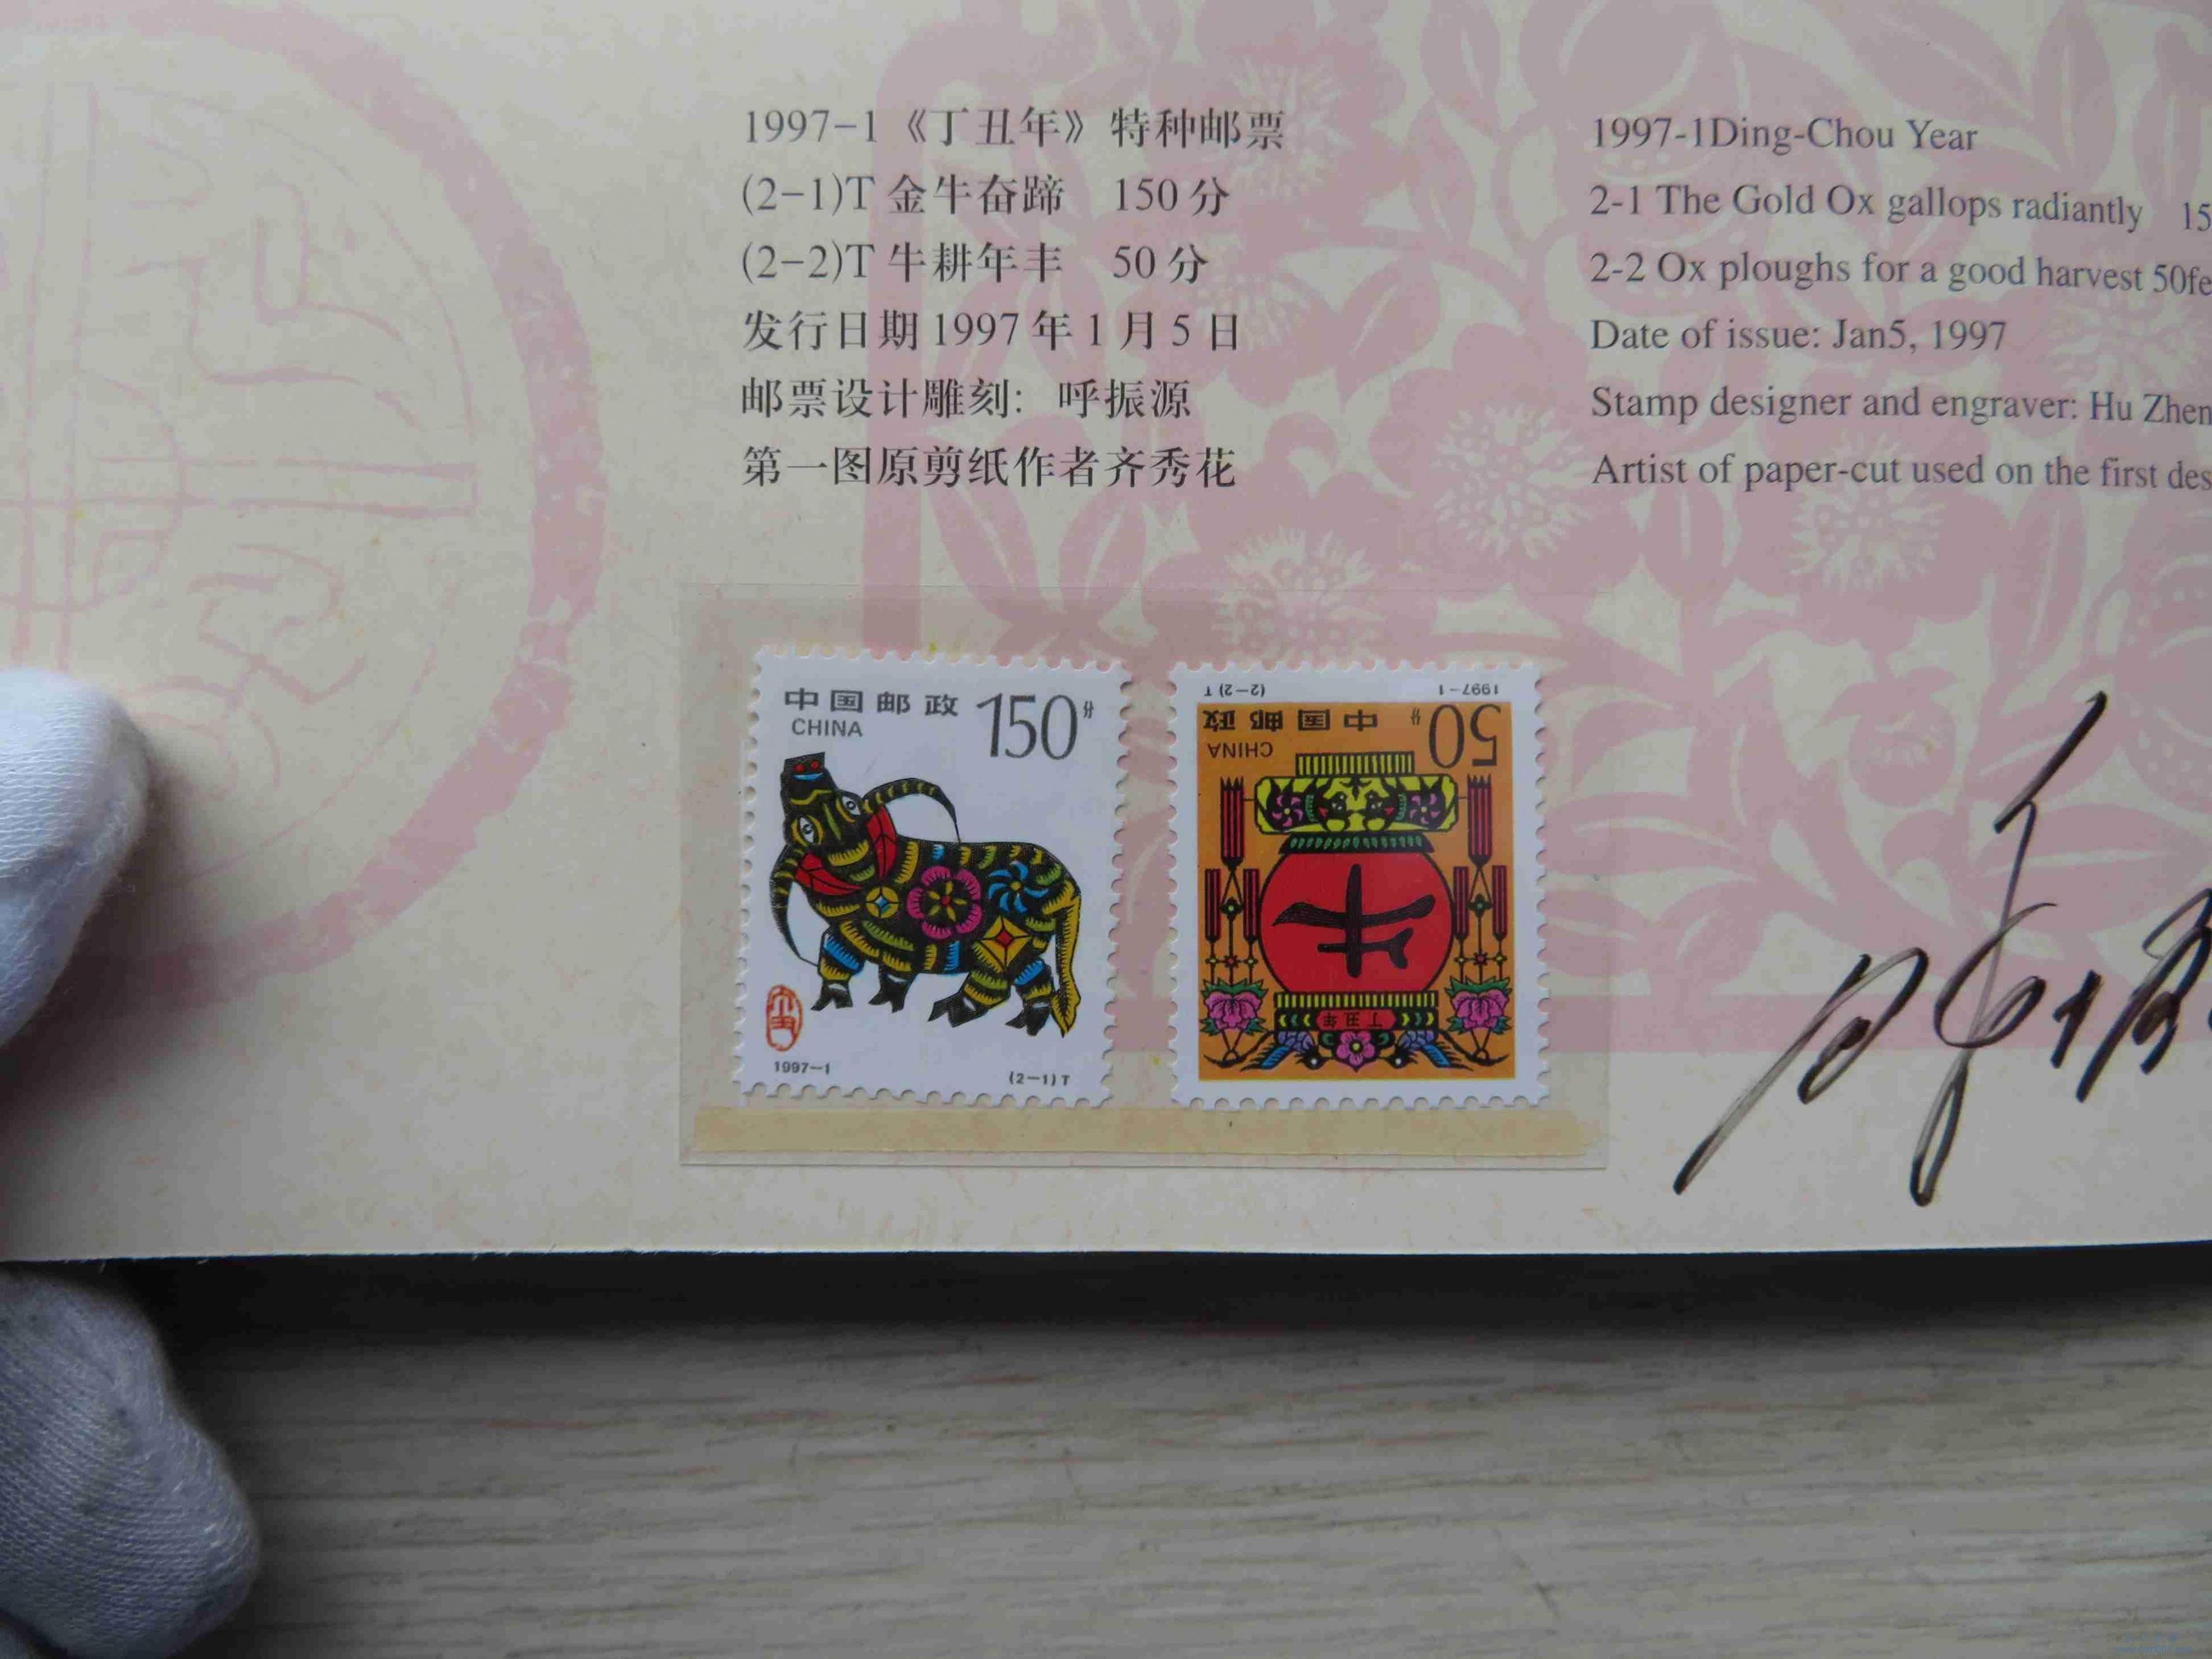 1997-1《丁丑年》特种邮票
(2-1)T 金牛奋蹄 150分
(2-2)T 牛耕年丰 50分
发行日期1997年1月5日
邮票设计雕刻：呼振源
第一图原剪纸作者齐秀花
1997-1Ding-Chou Year
2-1 The Gold Ox gallops radiantly 15
2-2 Ox ploughs for a good harvest 50fe
Date of issue: Jan5, 1997
Stamp designer and engraver: Hu Zhen
Artist of paper-cut used on the first des
中国邮政 150分
CHINA
1997-1
(2-1)T
1997-1
(2-2)T
50分
中国邮政
CHINA
牛
丁丑年